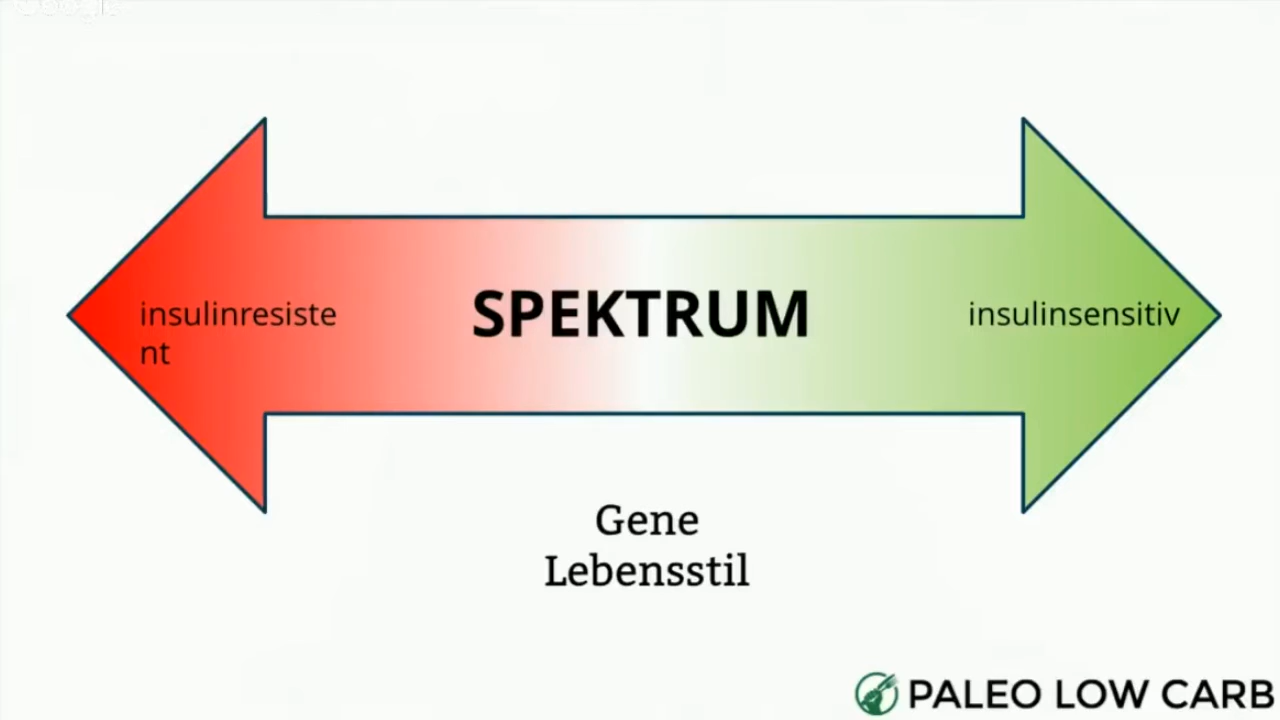 insulinresiste
nt
SPEKTRUM
insulinsensitiv
Gene
Lebensstil
PALEO LOW CARB